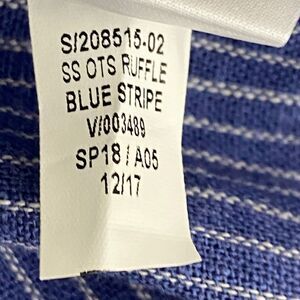 S/208515-02
SS OTS RUFFLE
BLUE STRIPE
V/003489
SP18 / A05
12/17